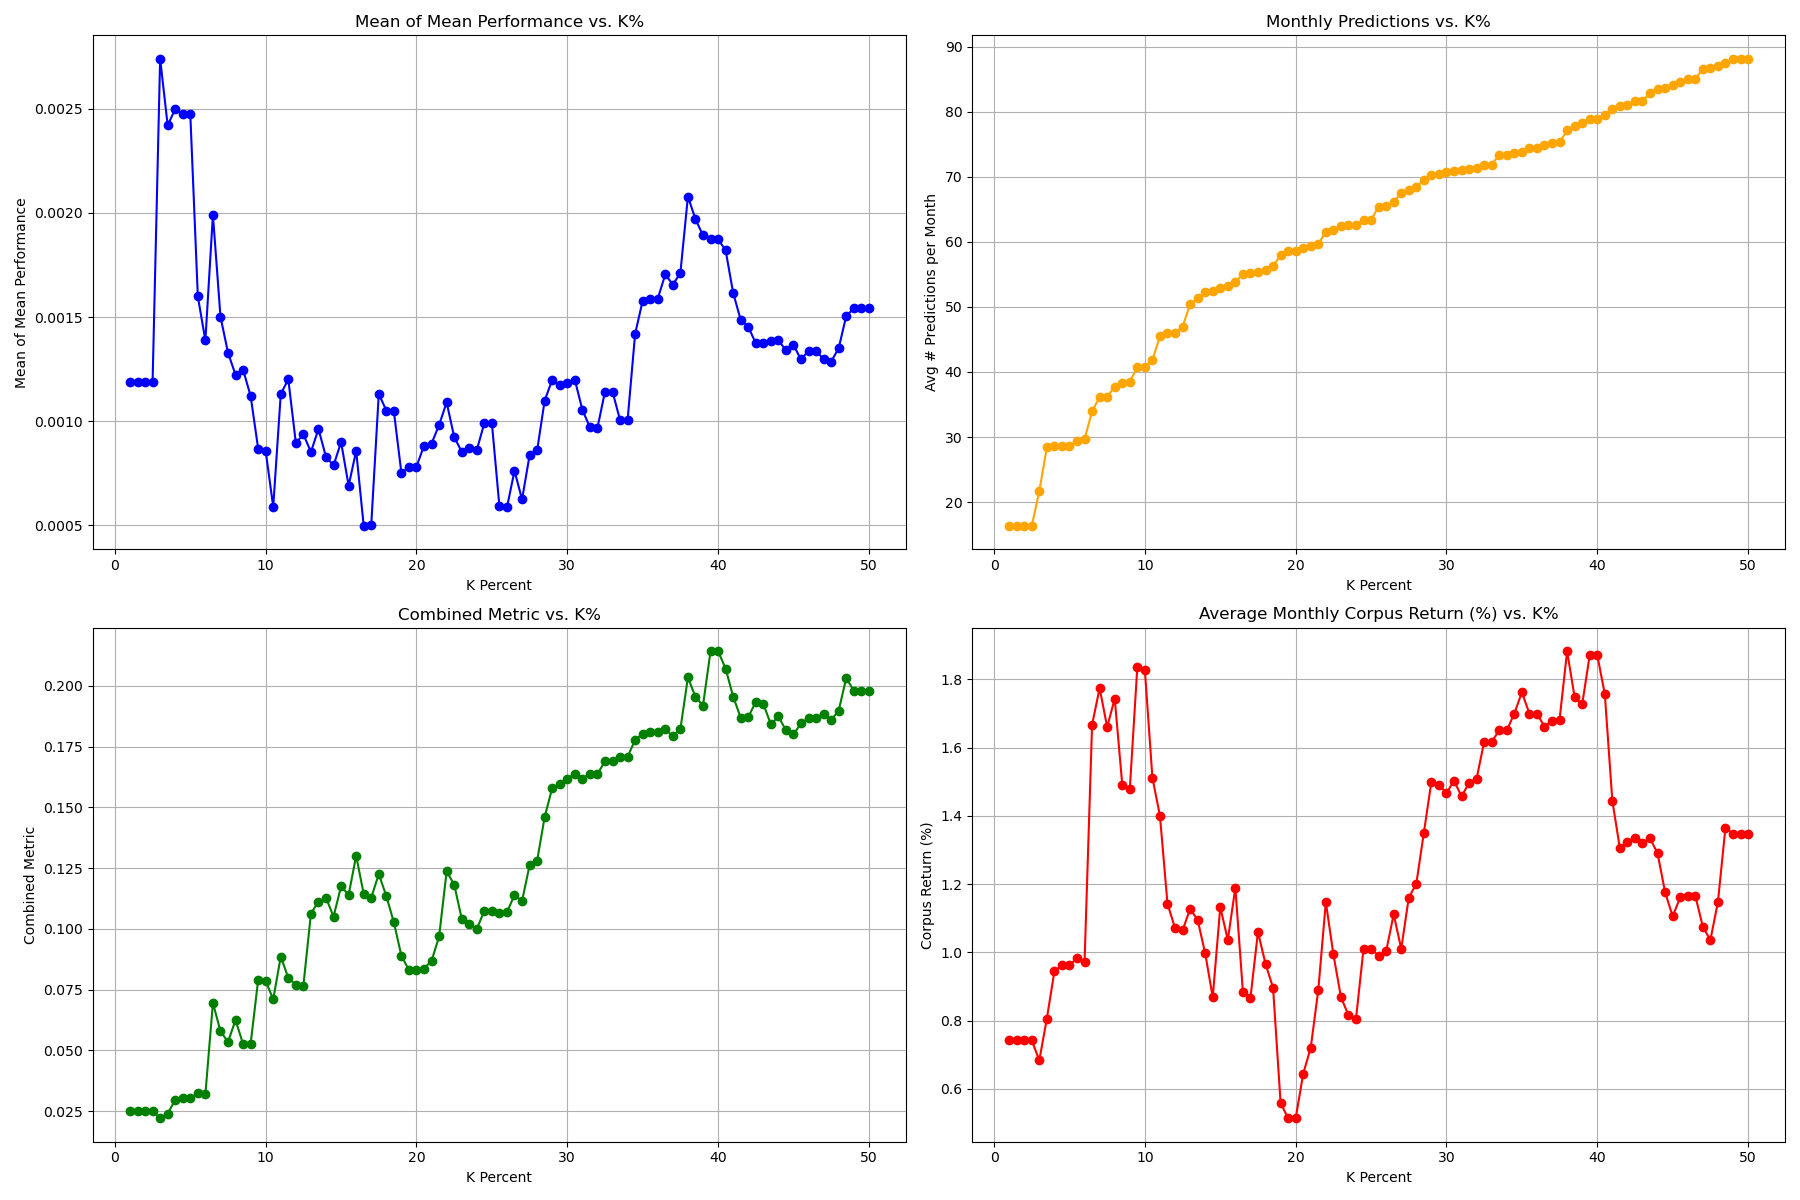 Mean of Mean Performance vs. K%
Mean of Mean Performance
0.0025
0.0020
0.0015
0.0010
0.0005
0 10 20 30 40 50
K Percent
Monthly Predictions vs. K%
Avg # Predictions per Month
90
80
70
60
50
40
30
20
0 10 20 30 40 50
K Percent
Combined Metric vs. K%
Combined Metric
0.200
0.175
0.150
0.125
0.100
0.075
0.050
0.025
0 10 20 30 40 50
K Percent
Average Monthly Corpus Return (%) vs. K%
Corpus Return (%)
1.8
1.6
1.4
1.2
1.0
0.8
0.6
0 10 20 30 40 50
K Percent